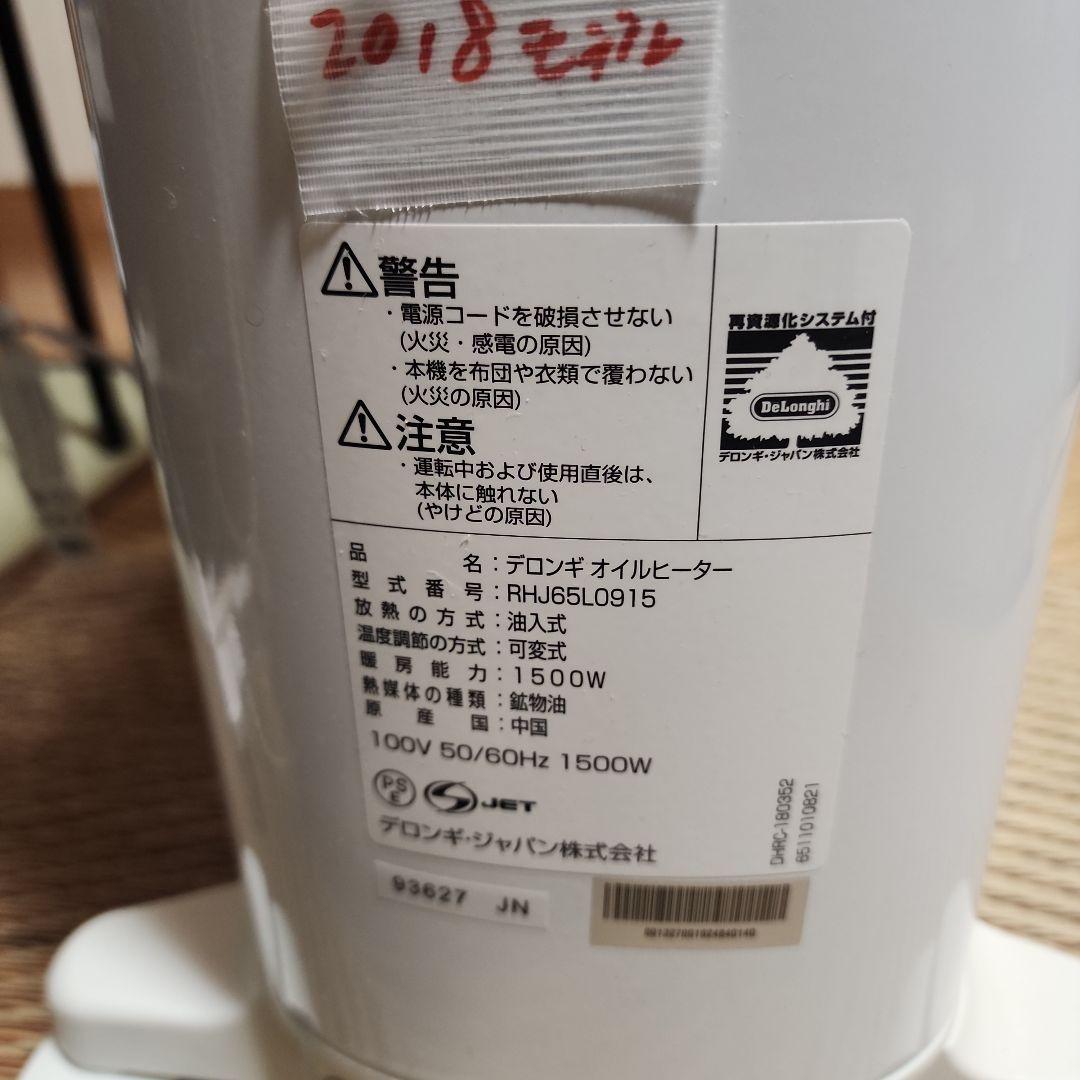 2018モデル
警告
・電源コードを破損させない
(火災・感電の原因)
・本機を布団や衣類で覆わない
(火災の原因)
注意
・運転中および使用直後は、
本体に触れない
(やけどの原因)
再資源化システム付
DeLonghi
デロンギ・ジャパン株式会社
品名：デロンギ オイルヒーター
型式番号：RHJ65L0915
放熱の方式：油入式
温度調節の方式：可変式
暖房能力：1500W
熱媒体の種類：鉱物油
原産国：中国
100V 50/60Hz 1500W
PSE JET
デロンギ・ジャパン株式会社
DHRC-180352
6511010821
93627 JN